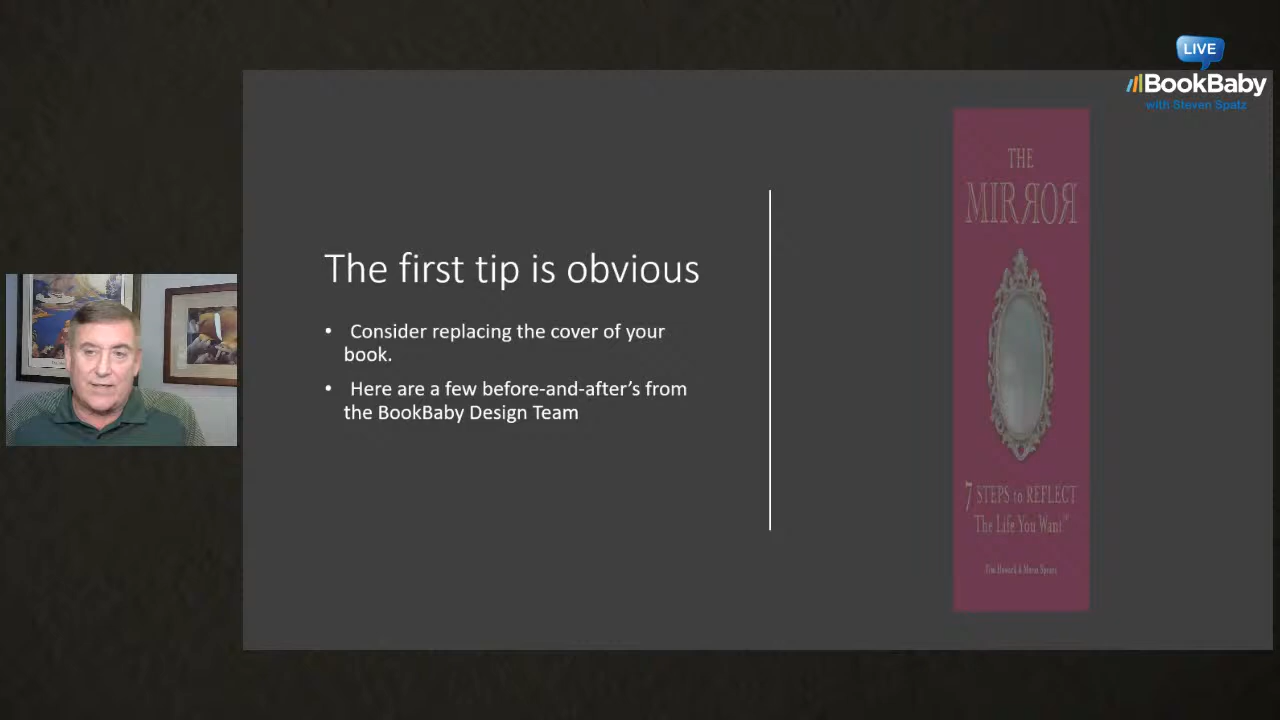 LIVE
BookBaby
with Steven Spatz
The first tip is obvious
• Consider replacing the cover of your
book.
• Here are a few before-and-after’s from
the BookBaby Design Team
THE
MIRЯOЯ
7 STEPS to REFLECT
The Life You Want